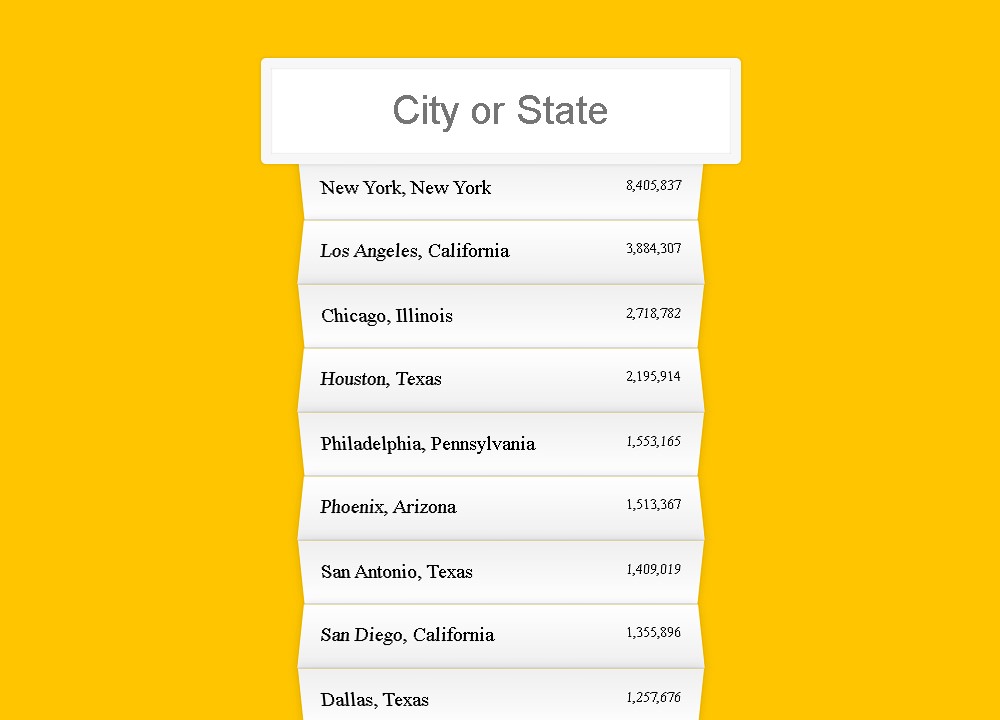 City or State
New York, New York 8,405,837
Los Angeles, California 3,884,307
Chicago, Illinois 2,718,782
Houston, Texas 2,195,914
Philadelphia, Pennsylvania 1,553,165
Phoenix, Arizona 1,513,367
San Antonio, Texas 1,409,019
San Diego, California 1,355,896
Dallas, Texas 1,257,676